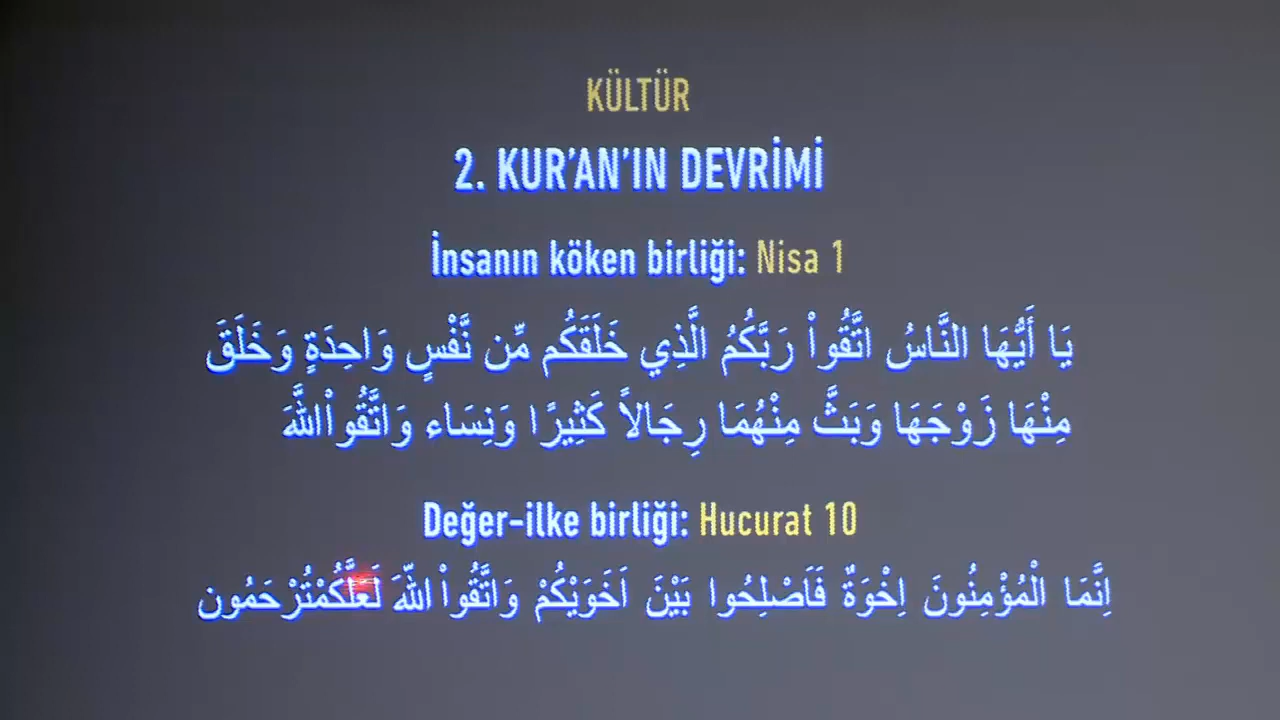 KÜLTÜR
2. KUR'AN'IN DEVRİMİ
İnsanın köken birliği: Nisa 1
يَا أَيُّهَا النَّاسُ اتَّقُواْ رَبَّكُمُ الَّذِي خَلَقَكُم مِّن نَّفْسٍ وَاحِدَةٍ وَخَلَقَ
مِنْهَا زَوْجَهَا وَبَثَّ مِنْهُمَا رِجَالاً كَثِيرًا وَنِسَاء وَاتَّقُواْ اللّهَ
Değer-ilke birliği: Hucurat 10
اِنَّمَا الْمُؤْمِنُونَ اِخْوَةٌ فَاَصْلِحُوا بَيْنَ اَخَوَيْكُمْ وَاتَّقُواْ اللّهَ لَعَلَّكُمْتُرْحَمُون